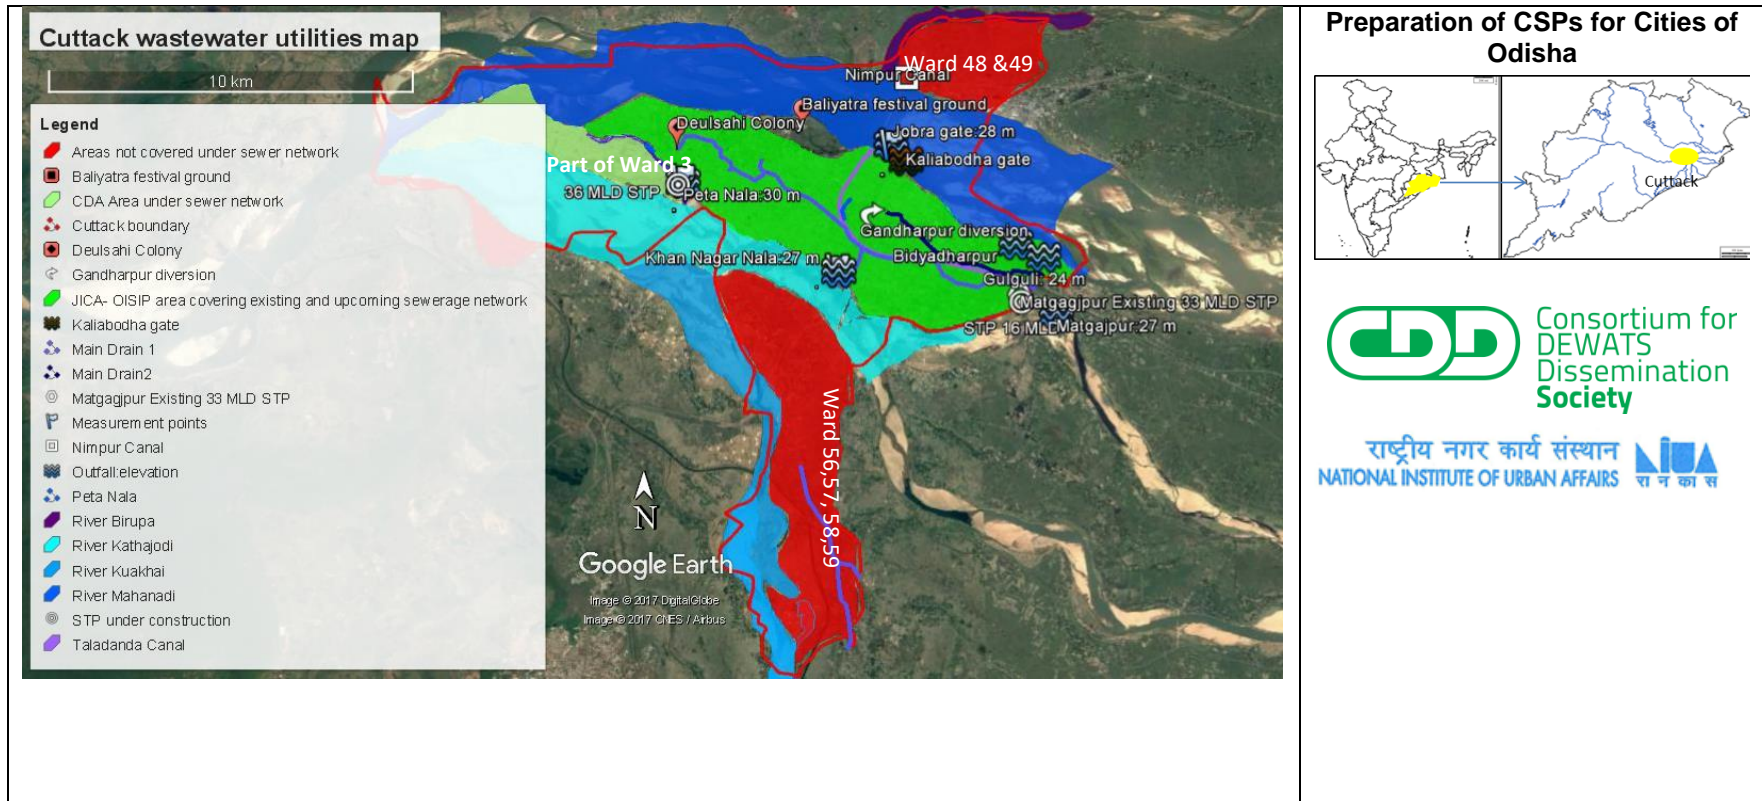 Cuttack wastewater utilities map
10 km
Legend
Areas not covered under sewer network
Baliyatra festival ground
CDA Area under sewer network
Cuttack boundary
Deulsahi Colony
Gandharpur diversion
JICA- OISIP area covering existing and upcoming sewerage network
Kaliabodha gate
Main Drain 1
Main Drain2
Matgagjpur Existing 33 MLD STP
Measurement points
Nimpur Canal
Outfall:elevation
Peta Nala
River Birupa
River Kathajodi
River Kuakhai
River Mahanadi
STP under construction
Taladanda Canal
Ward 48 &49
Nimpur Canal
Baliyatra festival ground
Deulsahi Colony
Jobra gate:28 m
Kaliabodha gate
Part of Ward 3
36 MLD STP
Peta Nala:30 m
Gandharpur diversion
Bidyadharpur
Khan Nagar Nala:27 m
Gulguli: 24 m
Matgagjpur Existing 33 MLD STP
STP 16 MLD
Matgajpur:27 m
Ward 56,57, 58,59
N
Google Earth
Image © 2017 DigitalGlobe
Image © 2017 CNES / Airbus
Preparation of CSPs for Cities of
Odisha
Cuttack
CDD
Consortium for
DEWATS
Dissemination
Society
राष्ट्रीय नगर कार्य संस्थान
NATIONAL INSTITUTE OF URBAN AFFAIRS
NIUA
रा न का स